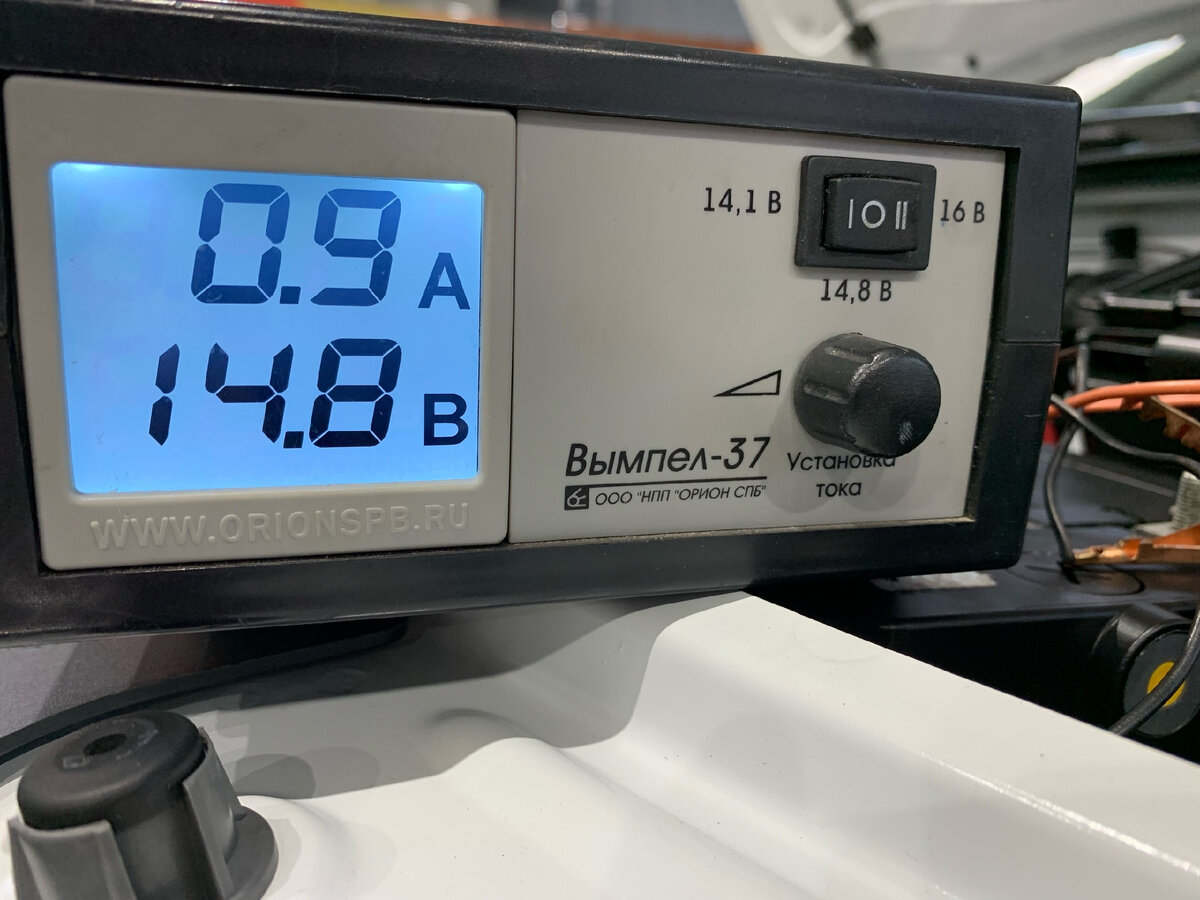 0.9 А
14.8 В
WWW.ORIONSPB.RU
14,1 В
I O II
16 В
14,8 В
Вымпел-37
ООО "НПП "ОРИОН СПБ"
Установка
тока